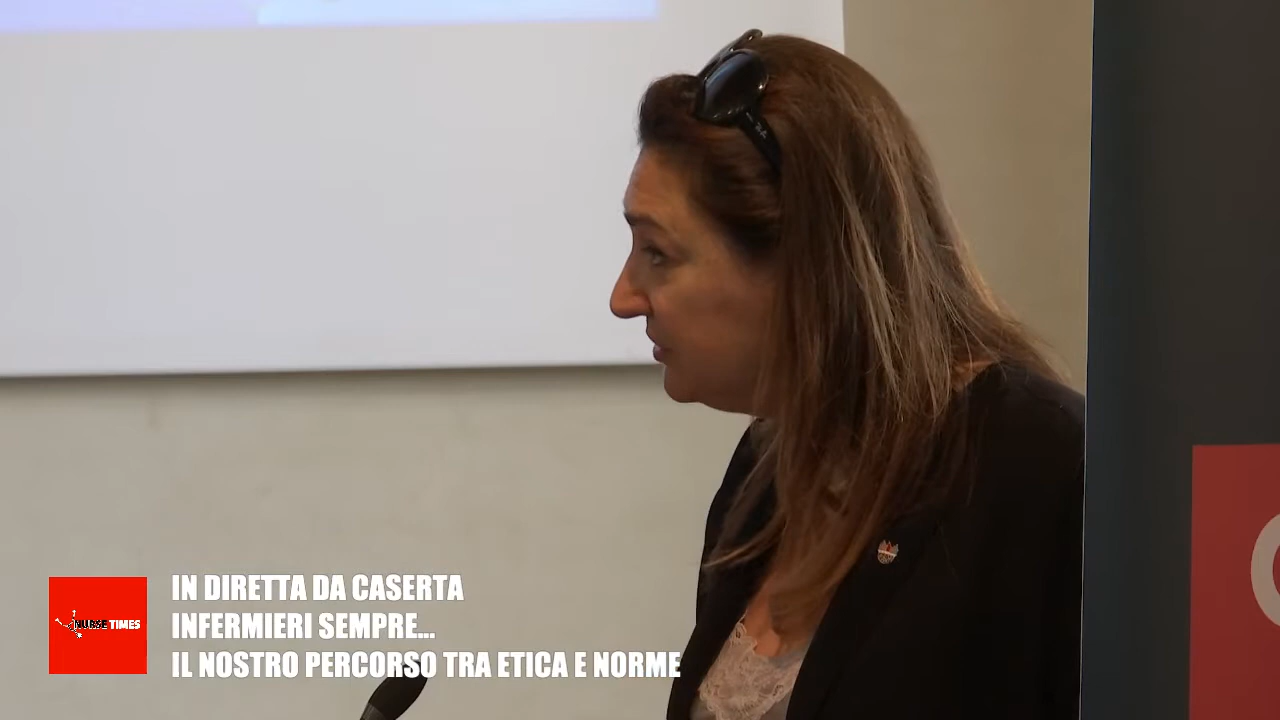 IN DIRETTA DA CASERTA
INFERMIERI SEMPRE...
IL NOSTRO PERCORSO TRA ETICA E NORME
NURSE TIMES